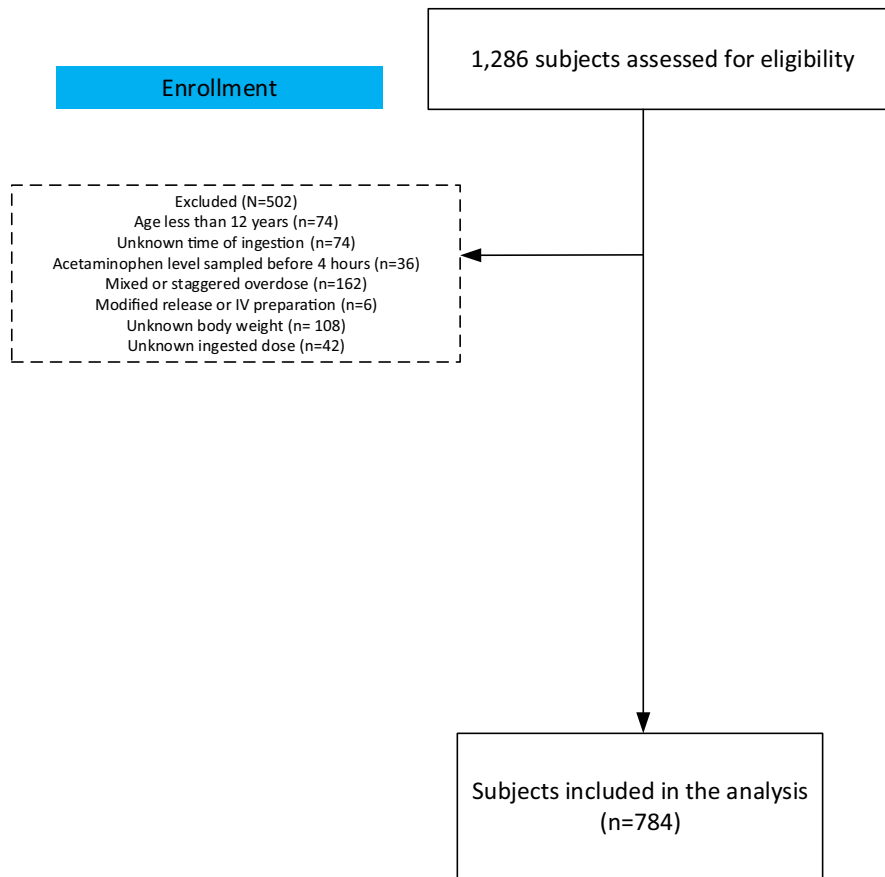 1,286 subjects assessed for eligibility
Enrollment
Excluded (N=502)
Age less than 12 years (n=74)
Unknown time of ingestion (n=74)
Acetaminophen level sampled before 4 hours (n=36)
Mixed or staggered overdose (n=162)
Modified release or IV preparation (n=6)
Unknown body weight (n= 108)
Unknown ingested dose (n=42)
Subjects included in the analysis
(n=784)